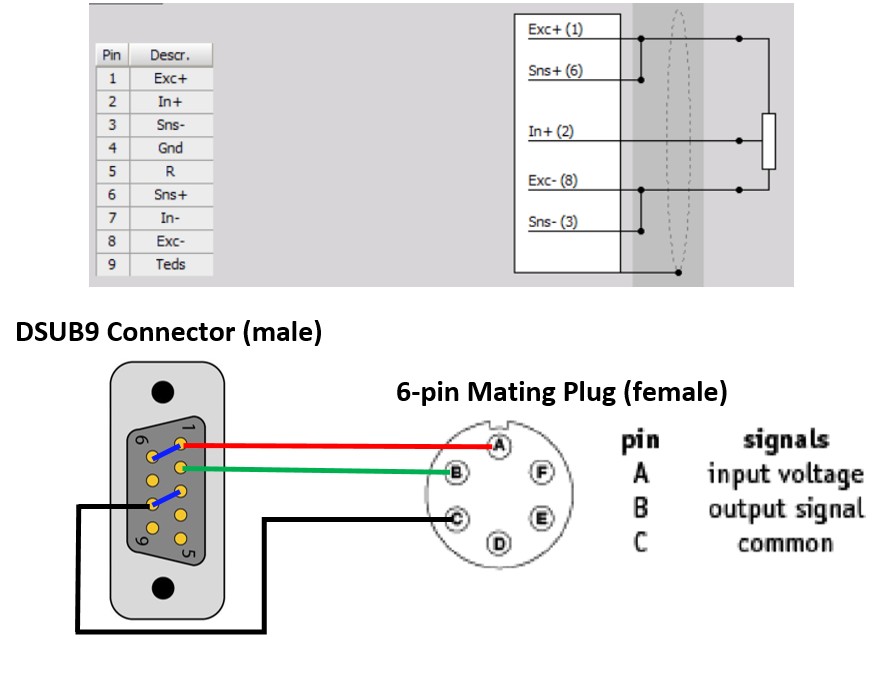 Pin Descr.
1 Exc+
2 In+
3 Sns-
4 Gnd
5 R
6 Sns+
7 In-
8 Exc-
9 Teds
Exc+ (1)
Sns+ (6)
In+ (2)
Exc- (8)
Sns- (3)
DSUB9 Connector (male)
1
6
9
5
6-pin Mating Plug (female)
A
B
F
C
E
D
pin signals
A input voltage
B output signal
C common